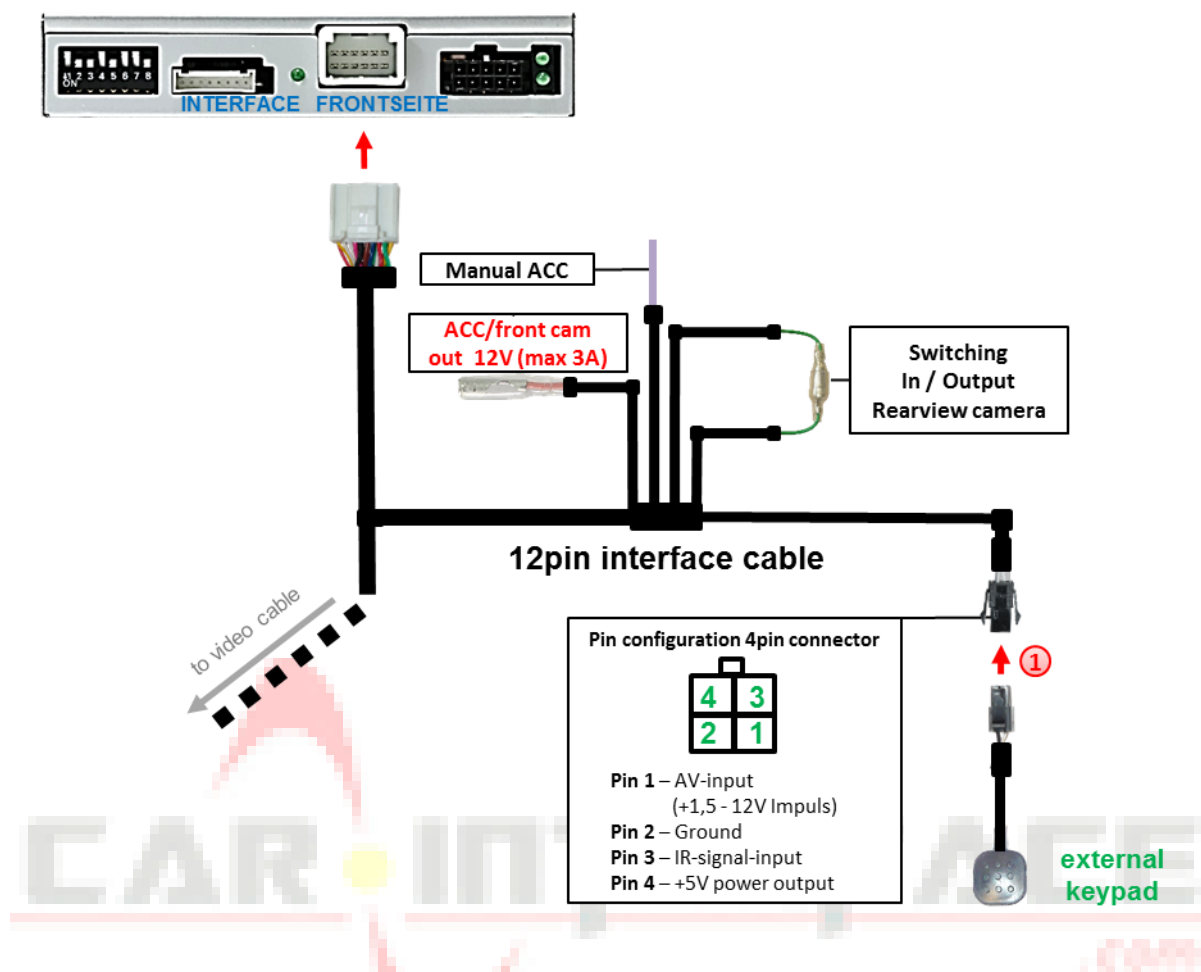 1 2 3 4 5 6 7 8
ON
INTERFACE FRONTSEITE
Manual ACC
ACC/front cam
out 12V (max 3A)
Switching
In / Output
Rearview camera
12pin interface cable
to video cable
Pin configuration 4pin connector
4 3
2 1
1
Pin 1 – AV-input
(+1,5 - 12V Impuls)
Pin 2 – Ground
Pin 3 – IR-signal-input
Pin 4 – +5V power output
external
keypad
CAR
.com